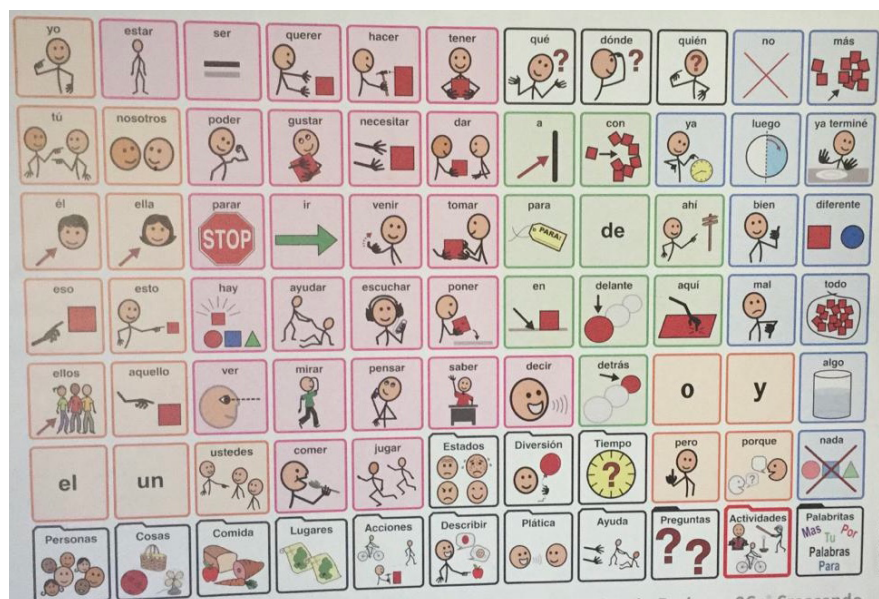 yo estar ser querer hacer tener qué dónde quién no más
tú nosotros poder gustar necesitar dar a con ya luego ya terminé
él ella parar ir venir tomar para de ahí bien diferente
STOP PARA:
eso esto hay ayudar escuchar poner en delante aquí mal todo
ellos aquello ver mirar pensar saber decir detrás o y algo
el un ustedes comer jugar Estados Diversión Tiempo pero porque nada
Personas Cosas Comida Lugares Acciones Describir Plática Ayuda Preguntas Actividades Palabritas
Mas Tu Por
Palabras
Para